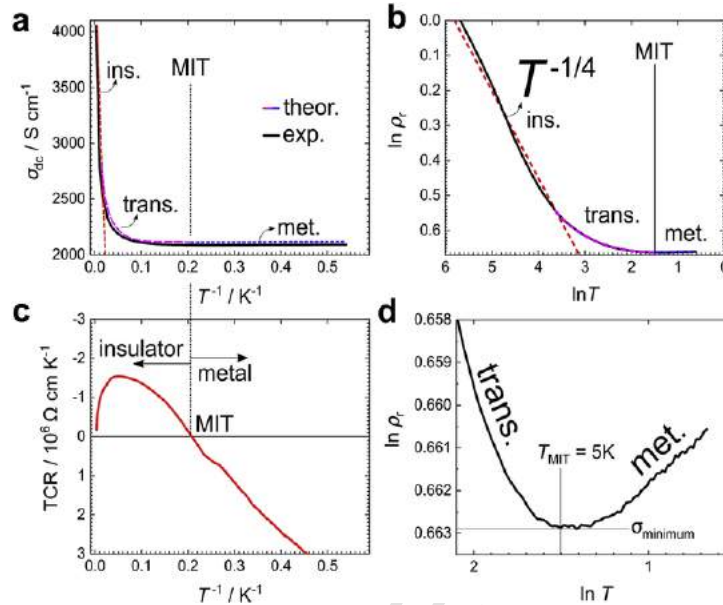 a
σdc / S cm⁻¹
4000
3500
3000
2500
2000
ins.
MIT
theor.
exp.
trans.
met.
0.0 0.1 0.2 0.3 0.4 0.5
T⁻¹ / K⁻¹
b
ln ρr
0.0
0.1
0.2
0.3
0.4
0.5
0.6
T⁻¹/⁴
ins.
MIT
trans.
met.
6 5 4 3 2 1 0
lnT
c
TCR / 10⁶ Ω cm K⁻¹
-3
-2
-1
0
1
2
3
insulator
metal
MIT
0.0 0.1 0.2 0.3 0.4 0.5
T⁻¹ / K⁻¹
d
ln ρr
0.658
0.659
0.660
0.661
0.662
0.663
trans.
TMIT = 5K
met.
σminimum
2 1
ln T